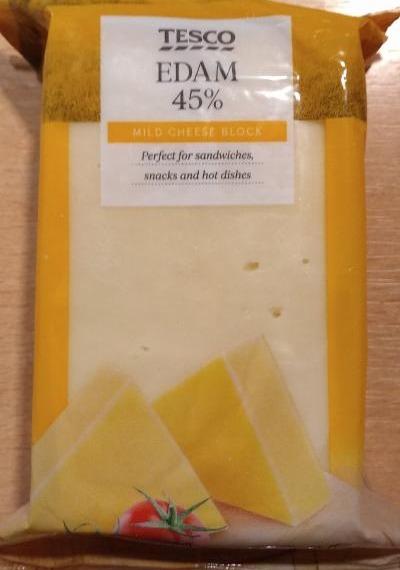 TESCO
EDAM
45%
MILD CHEESE BLOCK
Perfect for sandwiches,
snacks and hot dishes